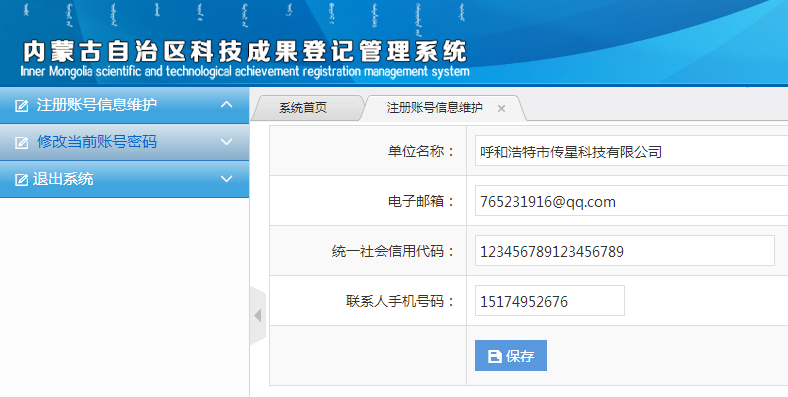 内蒙古自治区科技成果登记管理系统
Inner Mongolia scientific and technological achievement registration management system
注册账号信息维护
修改当前账号密码
退出系统
系统首页 注册账号信息维护 ×
单位名称： 呼和浩特市传星科技有限公司
电子邮箱： 765231916@qq.com
统一社会信用代码： 123456789123456789
联系人手机号码： 15174952676
保存